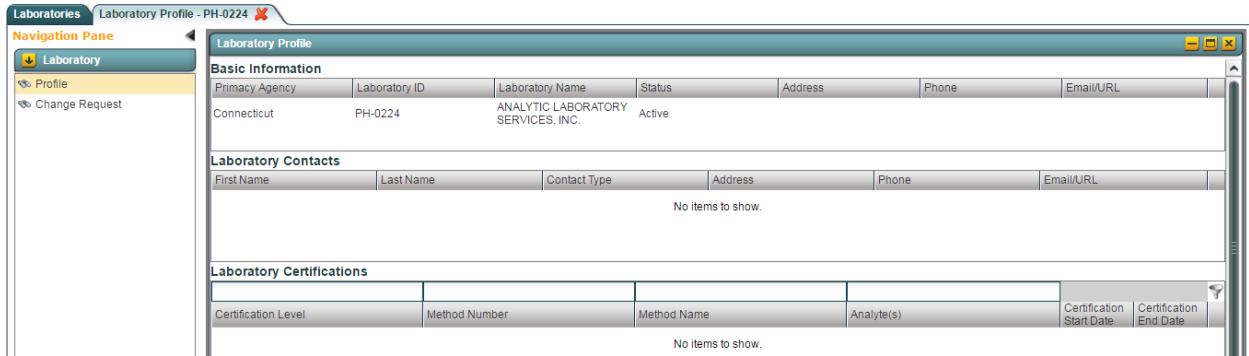 Laboratories Laboratory Profile - PH-0224
Navigation Pane
Laboratory
Profile
Change Request
Laboratory Profile
Basic Information
Primacy Agency Laboratory ID Laboratory Name Status Address Phone Email/URL
Connecticut PH-0224 ANALYTIC LABORATORY SERVICES, INC. Active
Laboratory Contacts
First Name Last Name Contact Type Address Phone Email/URL
No items to show.
Laboratory Certifications
Certification Level Method Number Method Name Analyte(s) Certification Start Date Certification End Date
No items to show.